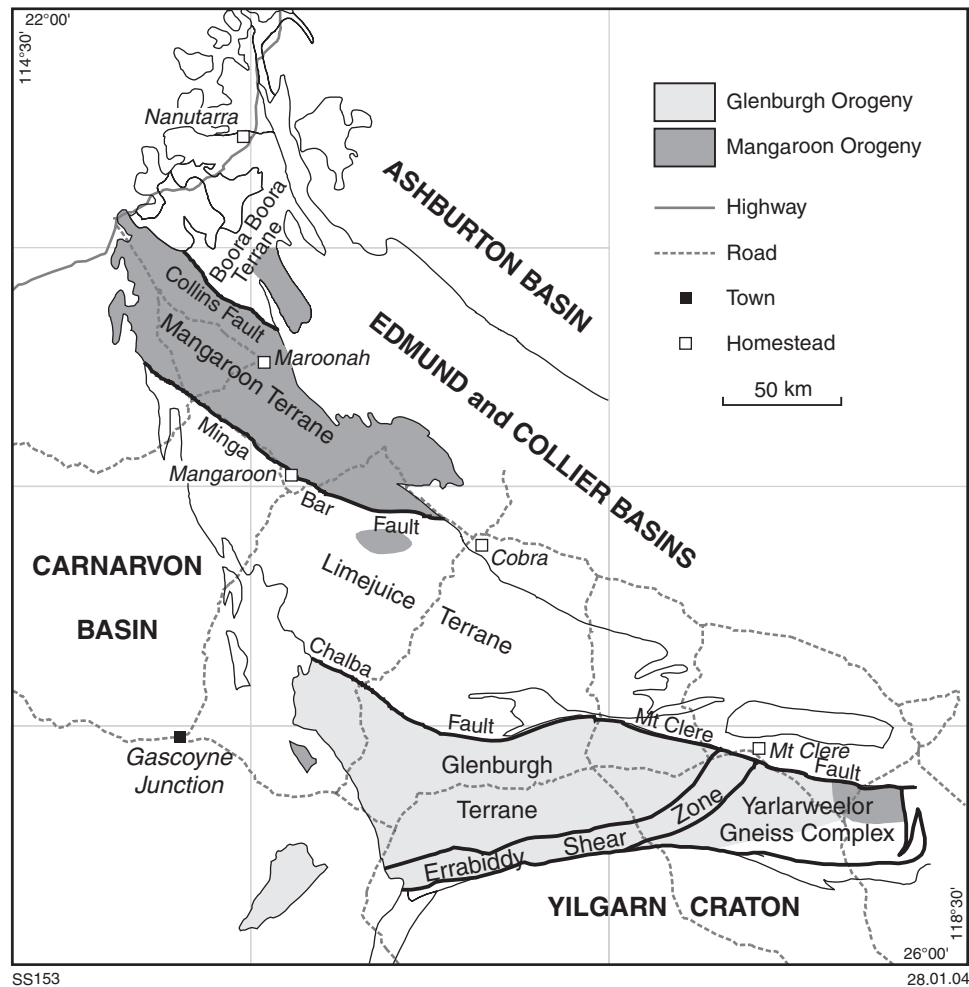 22°00'
114°30'
Nanutarra
Glenburgh Orogeny
Mangaroon Orogeny
Highway
Road
Town
Homestead
50 km
ASHBURTON BASIN
Boora Boora
Terrane
Collins Fault
Maroonah
Mangaroon Terrane
EDMUND and COLLIER BASINS
Minga
Mangaroon
Bar
Fault
Cobra
CARNARVON
BASIN
Limejuice
Terrane
Chalba
Fault
Mt Clere
Mt Clere
Fault
Gascoyne
Junction
Glenburgh
Terrane
Zone
Yarlarweelor
Gneiss Complex
Shear
Errabiddy
YILGARN CRATON
118°30'
26°00'
SS153
28.01.04